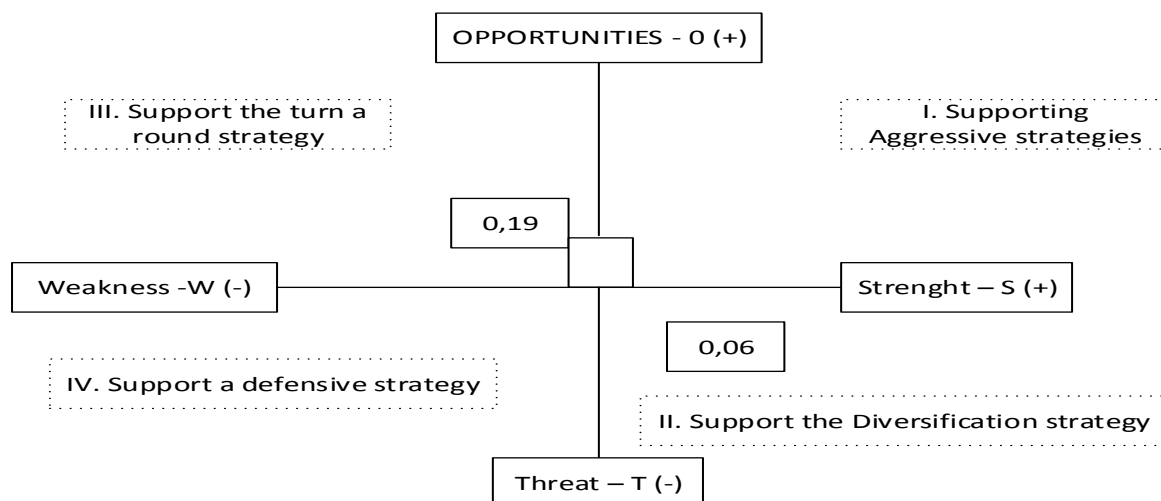 OPPORTUNITIES - 0 (+)
III. Support the turn a
round strategy
I. Supporting
Aggressive strategies
0,19
Weakness -W (-)
Strenght – S (+)
0,06
IV. Support a defensive strategy
II. Support the Diversification strategy
Threat – T (-)